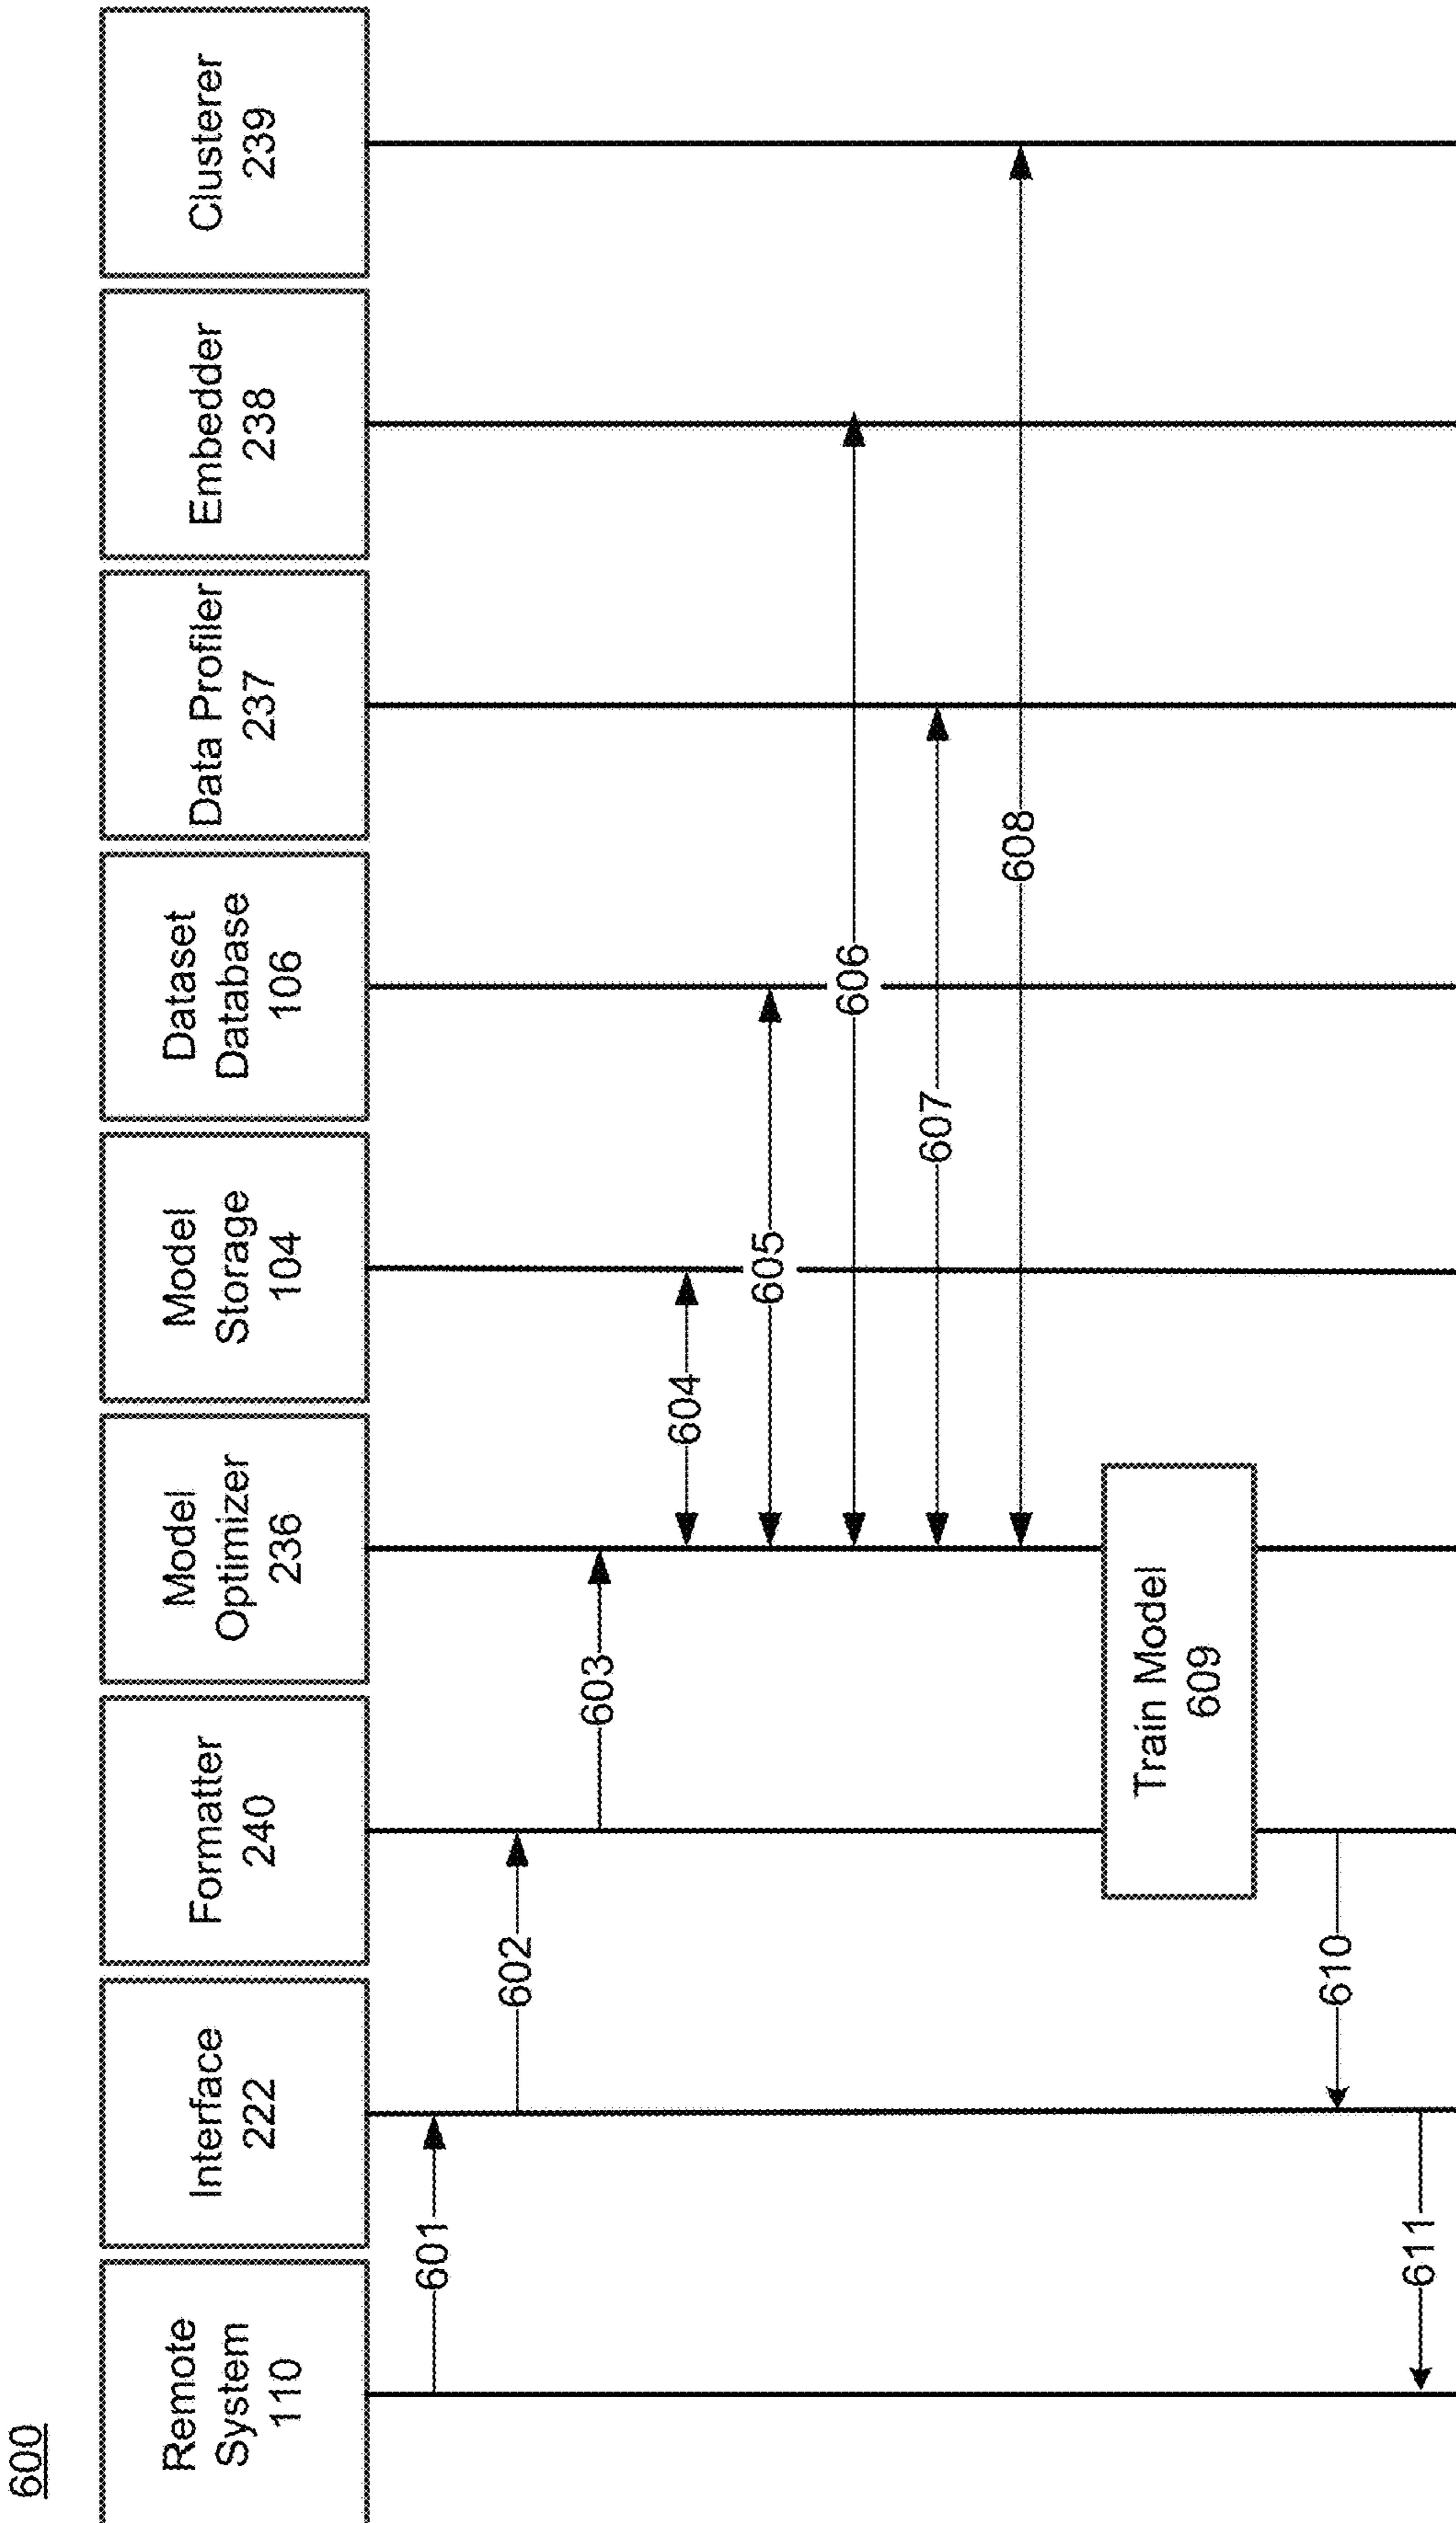 600
Remote
System
110
Interface
222
Formatter
240
Model
Optimizer
236
Model
Storage
104
Dataset
Database
106
Data Profiler
237
Embedder
238
Clusterer
239
601
602
603
604
605
606
607
608
Train Model
609
610
611